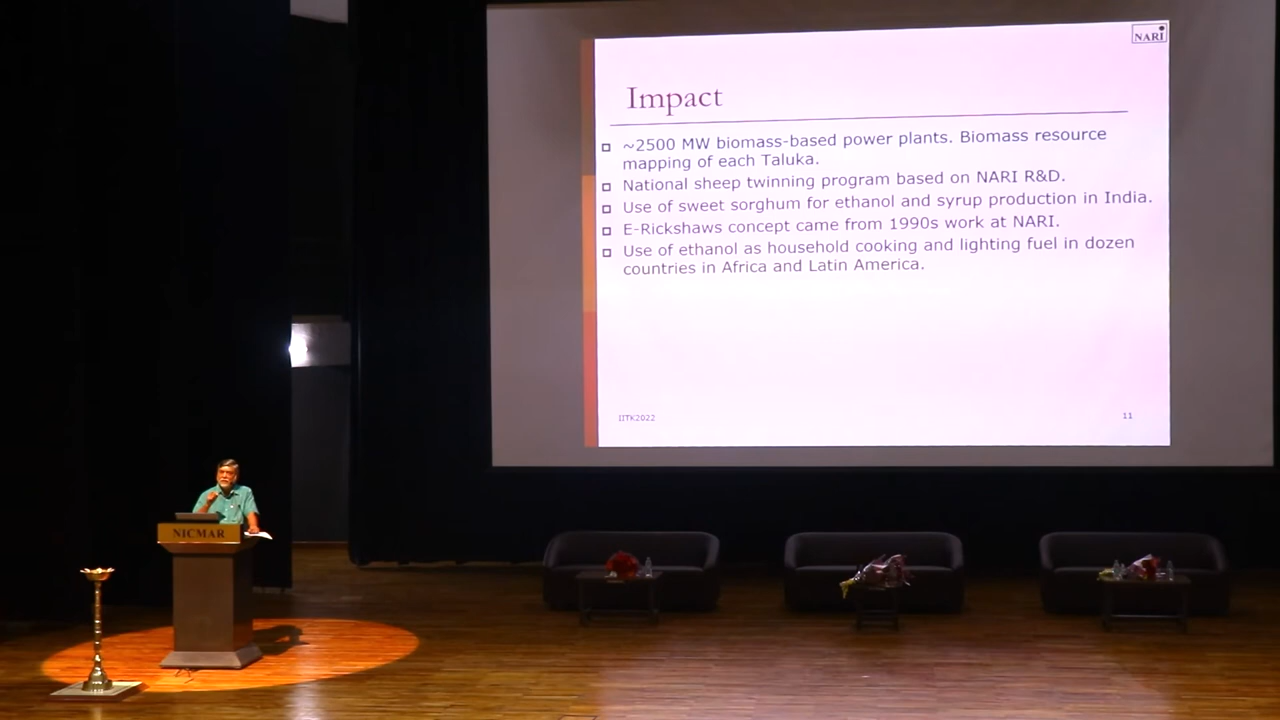 NARI
Impact
~2500 MW biomass-based power plants. Biomass resource
mapping of each Taluka.
National sheep twinning program based on NARI R&D.
Use of sweet sorghum for ethanol and syrup production in India.
E-Rickshaws concept came from 1990s work at NARI.
Use of ethanol as household cooking and lighting fuel in dozen
countries in Africa and Latin America.
IITK2022
11
NICMAR